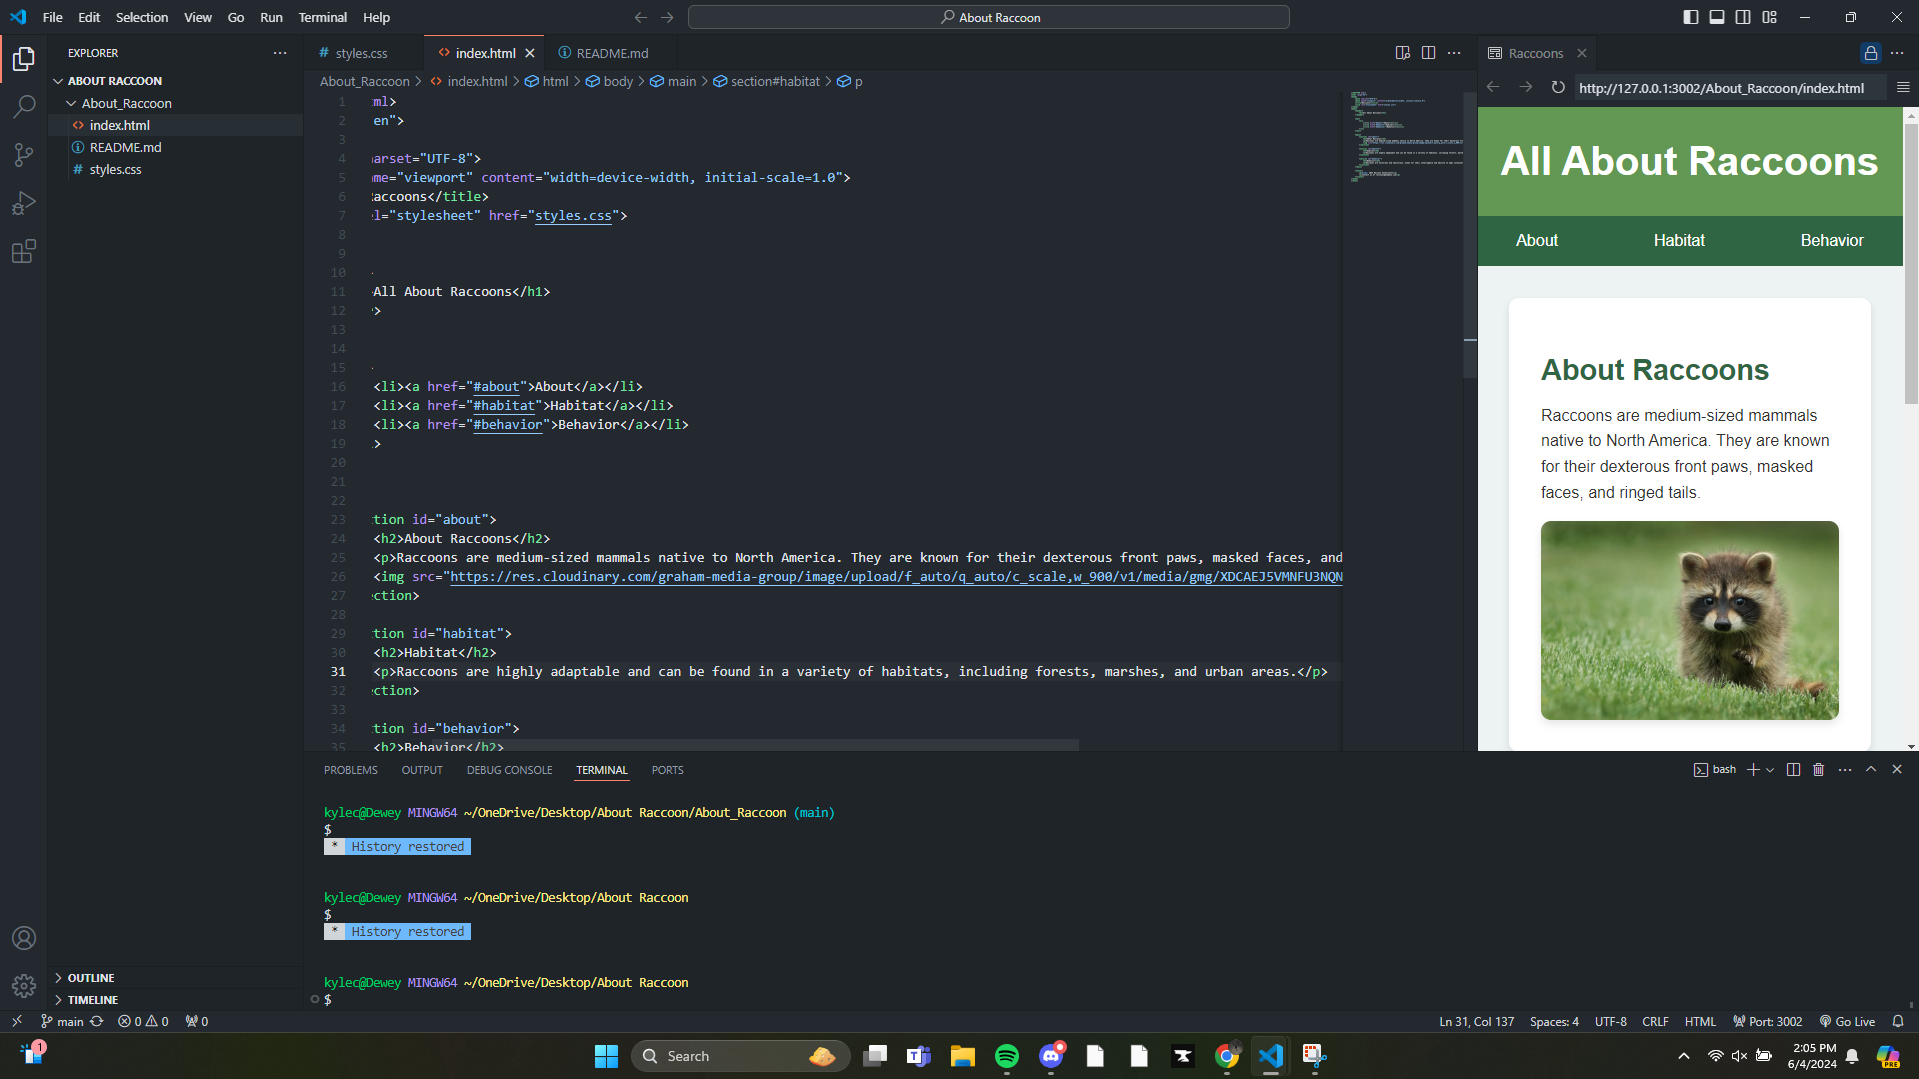 File Edit Selection View Go Run Terminal Help
About Raccoon
EXPLORER
ABOUT RACCOON
About_Raccoon
index.html
README.md
styles.css
OUTLINE
TIMELINE
styles.css
index.html
README.md
About_Raccoon > index.html > html > body > main > section#habitat > p
1 ml>
2 en">
3
4 arset="UTF-8">
5 me="viewport" content="width=device-width, initial-scale=1.0">
6 Raccoons</title>
7 l="stylesheet" href="styles.css">
8
9
10
11 >All About Raccoons</h1>
12 >
13
14
15
16 <li><a href="#about">About</a></li>
17 <li><a href="#habitat">Habitat</a></li>
18 <li><a href="#behavior">Behavior</a></li>
19 >
20
21
22
23 tion id="about">
24 <h2>About Raccoons</h2>
25 <p>Raccoons are medium-sized mammals native to North America. They are known for their dexterous front paws, masked faces, and
26 <img src="https://res.cloudinary.com/graham-media-group/image/upload/f_auto/q_auto/c_scale,w_900/v1/media/gmg/XDCAEJ5VMNFU3NQN
27 ction>
28
29 tion id="habitat">
30 <h2>Habitat</h2>
31 <p>Raccoons are highly adaptable and can be found in a variety of habitats, including forests, marshes, and urban areas.</p>
32 ction>
33
34 tion id="behavior">
35 <h2>Behavior</h2>
Raccoons
http://127.0.0.1:3002/About_Raccoon/index.html
All About Raccoons
About Habitat Behavior
About Raccoons
Raccoons are medium-sized mammals
native to North America. They are known
for their dexterous front paws, masked
faces, and ringed tails.
PROBLEMS OUTPUT DEBUG CONSOLE TERMINAL PORTS
bash
kylec@Dewey MINGW64 ~/OneDrive/Desktop/About Raccoon/About_Raccoon (main)
$
* History restored
kylec@Dewey MINGW64 ~/OneDrive/Desktop/About Raccoon
$
* History restored
kylec@Dewey MINGW64 ~/OneDrive/Desktop/About Raccoon
$
main 0 0 0
Ln 31, Col 137 Spaces: 4 UTF-8 CRLF HTML Port: 3002 Go Live
1
Search
2:05 PM
6/4/2024
PRE